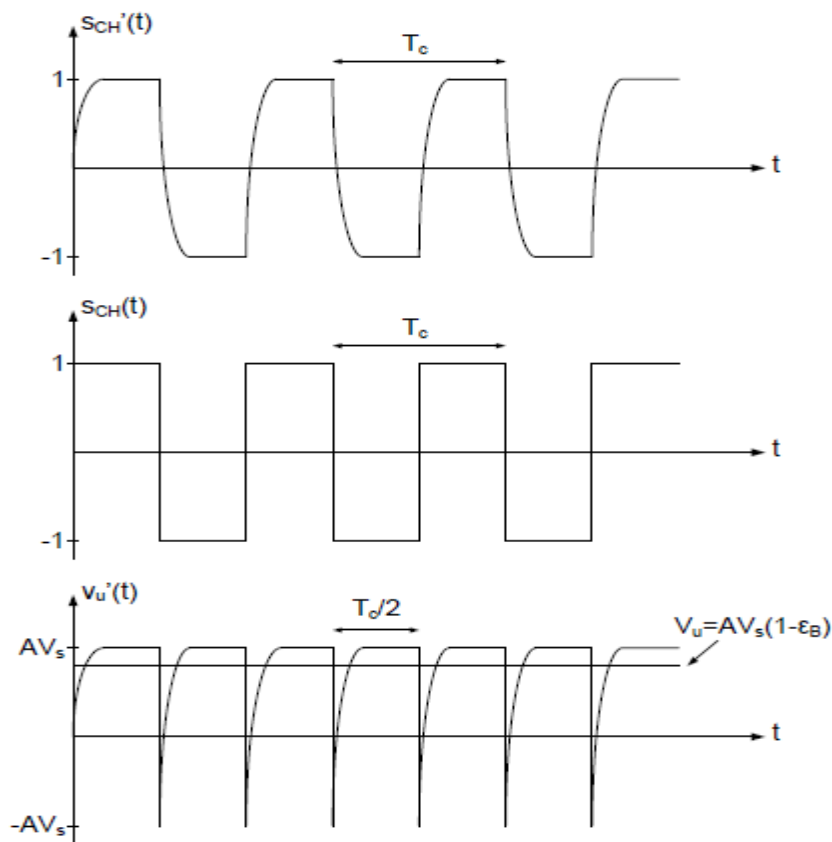 s_CH'(t)
T_c
1
t
-1
s_CH(t)
T_c
1
t
-1
v_u'(t)
T_c/2
AV_s
V_u=AV_s(1-ε_B)
t
-AV_s